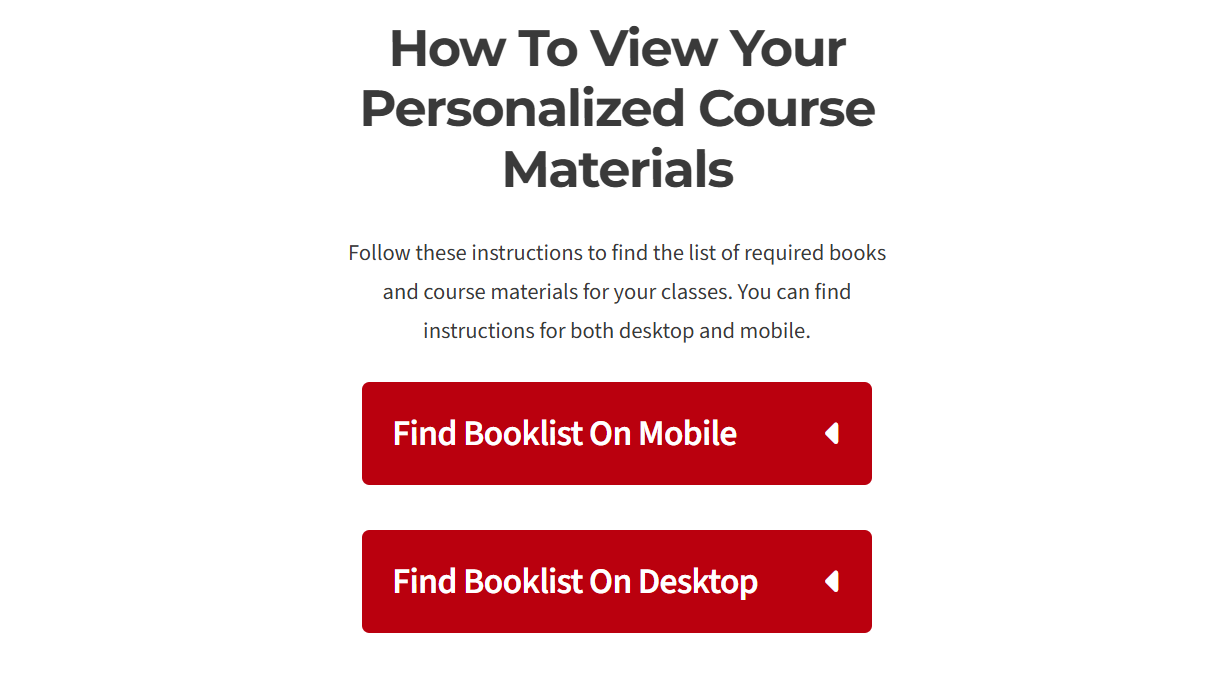 How To View Your
Personalized Course
Materials
Follow these instructions to find the list of required books
and course materials for your classes. You can find
instructions for both desktop and mobile.
Find Booklist On Mobile
Find Booklist On Desktop